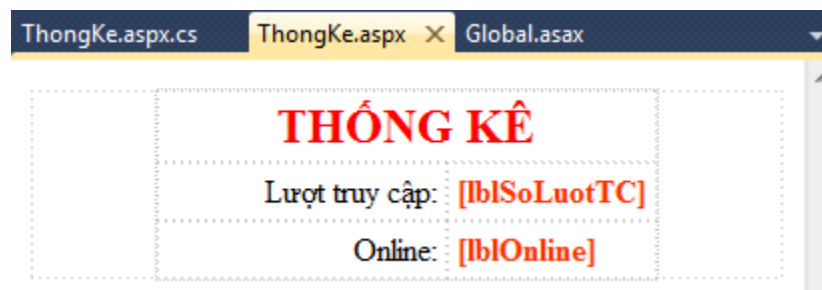 ThongKe.aspx.cs ThongKe.aspx Global.asax
THỐNG KÊ
Lượt truy cập: [lblSoLuotTC]
Online: [lblOnline]